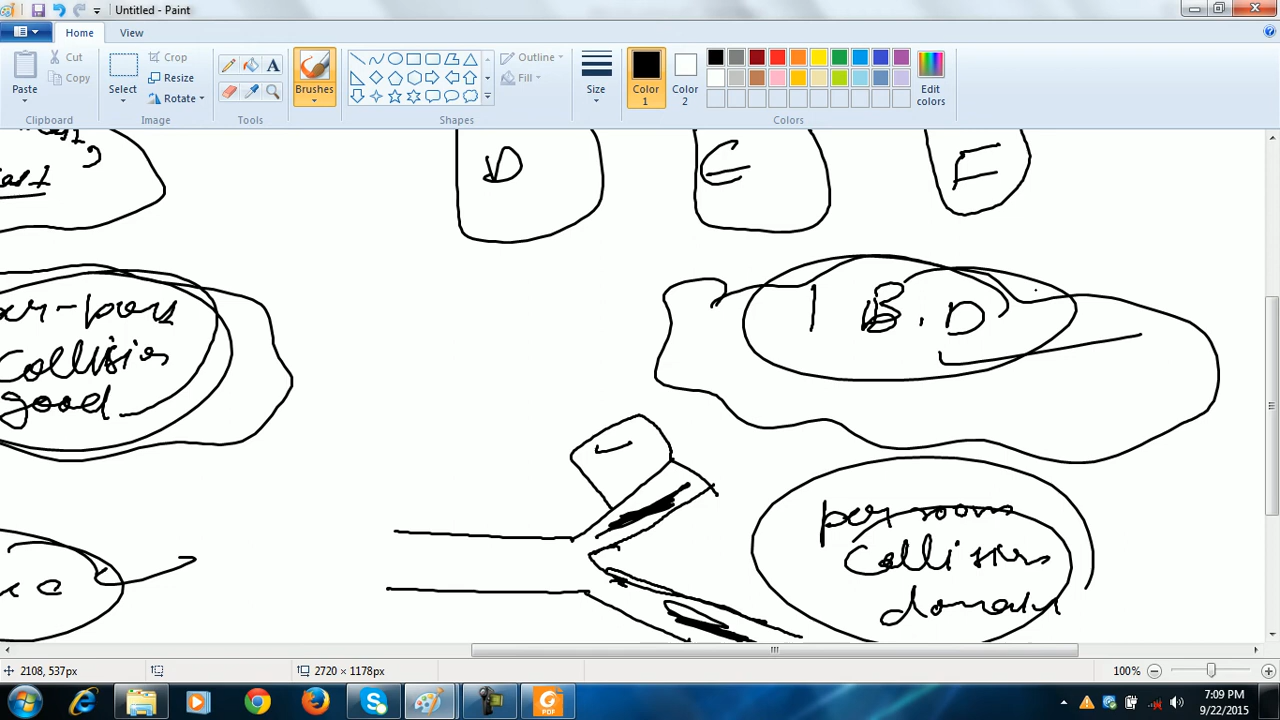 Untitled - Paint
Home
View
Paste
Cut
Copy
Clipboard
Select
Crop
Resize
Rotate
Image
Tools
Brushes
Shapes
Outline
Fill
Size
Color 1
Color 2
Edit colors
Colors
D
E
F
1 B.D
Collision
good
per room
Collision
domain
2108, 537px
2720 × 1178px
100%
7:09 PM
9/22/2015